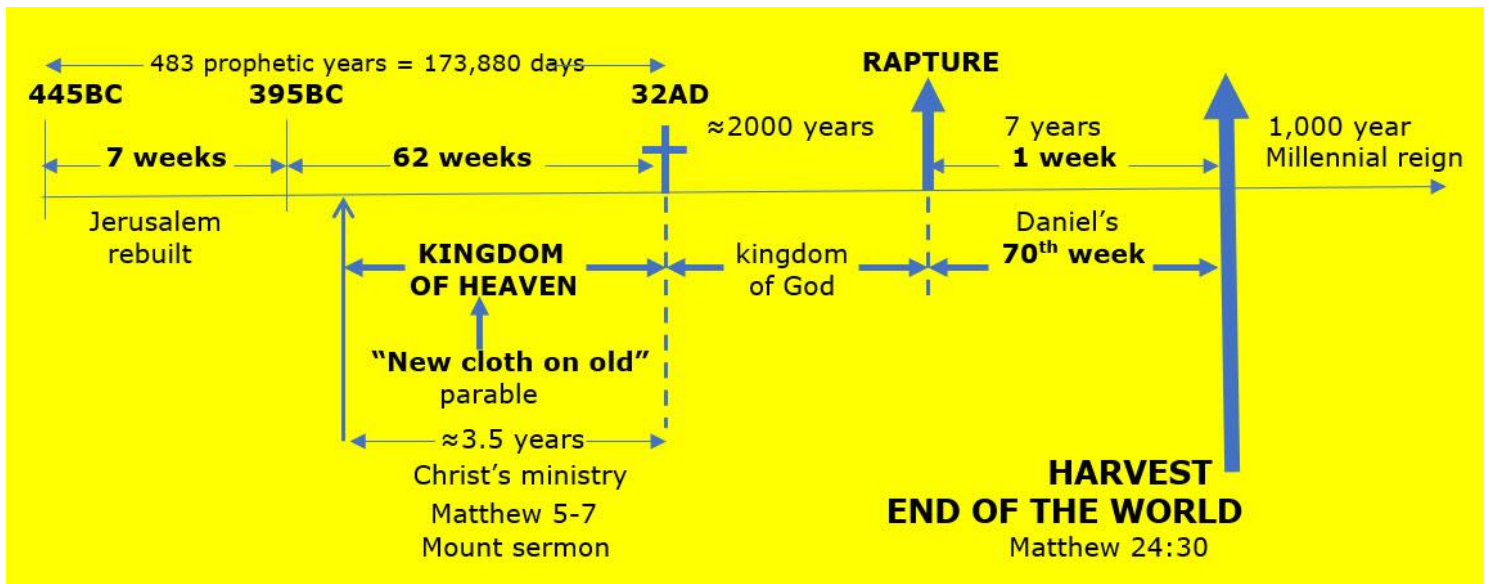 483 prophetic years = 173,880 days
RAPTURE
445BC
395BC
32AD
≈2000 years
7 years
1,000 year
7 weeks
62 weeks
1 week
Millennial reign
Jerusalem
rebuilt
KINGDOM
OF HEAVEN
kingdom
of God
Daniel’s
70th week
“New cloth on old”
parable
≈3.5 years
Christ’s ministry
Matthew 5-7
Mount sermon
HARVEST
END OF THE WORLD
Matthew 24:30